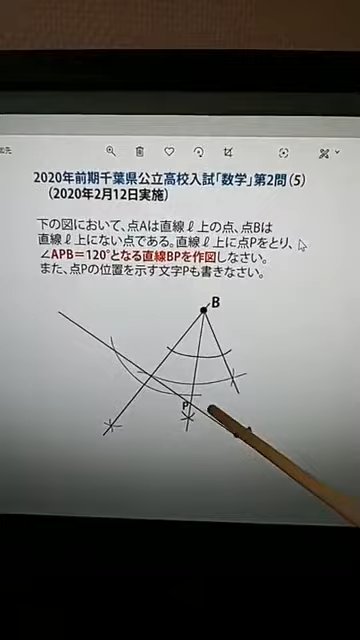 2020年前期千葉県公立高校入試「数学」第2問(5)
(2020年2月12日実施)
下の図において、点Aは直線ℓ上の点、点Bは
直線ℓ上にない点である。直線ℓ上に点Pをとり、
∠APB=120°となる直線BPを作図しなさい。
また、点Pの位置を示す文字Pも書きなさい。
B
P